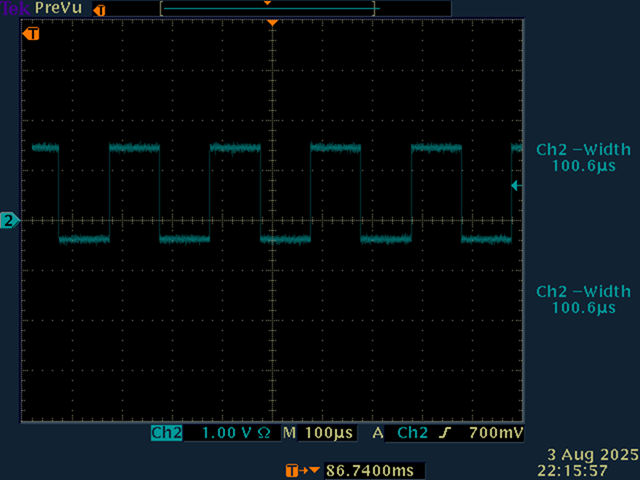 Tek PreVu T
T
2
Ch2 −Width
100.6µs
Ch2 −Width
100.6µs
Ch2 1.00 V Ω M 100µs A Ch2 700mV
T 86.7400ms
3 Aug 2025
22:15:57